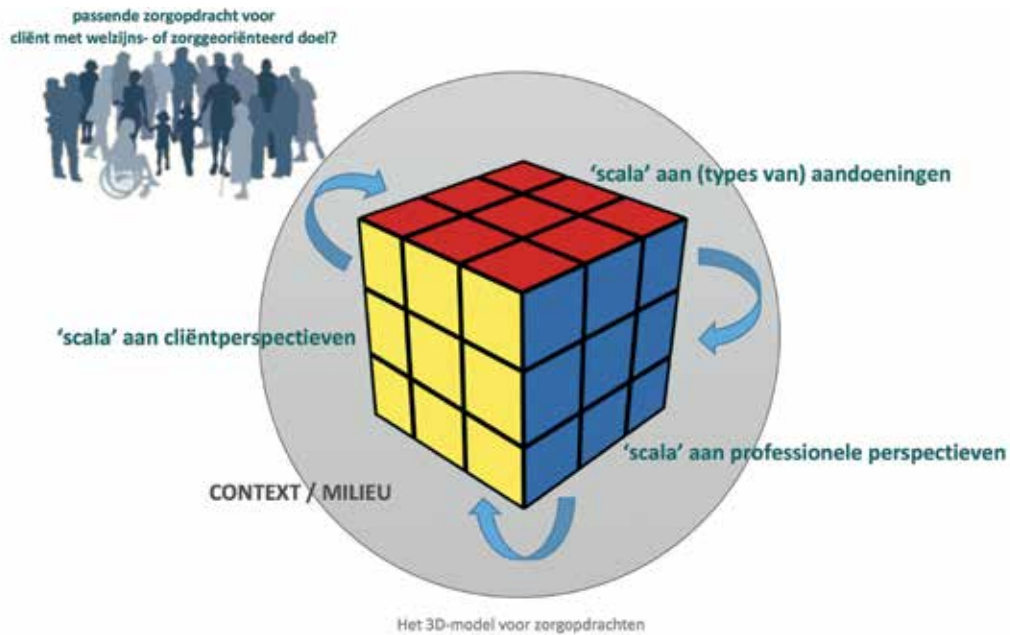 passende zorgopdracht voor
cliënt met welzijns- of zorggeoriënteerd doel?
‘scala’ aan (types van) aandoeningen
‘scala’ aan cliëntperspectieven
‘scala’ aan professionele perspectieven
CONTEXT / MILIEU
Het 3D-model voor zorgopdrachten